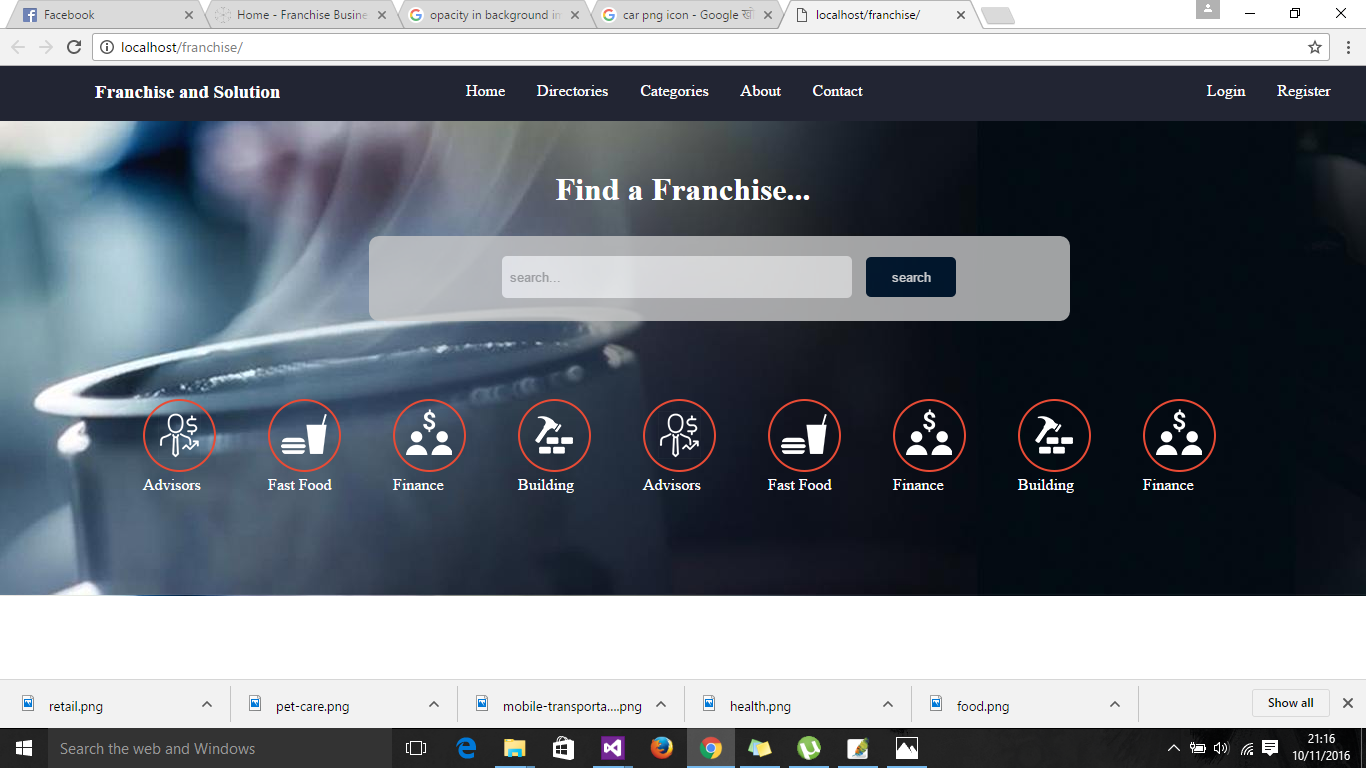 Facebook
Home - Franchise Busine
opacity in background i
car png icon - Google खो
localhost/franchise/
localhost/franchise/
Franchise and Solution Home Directories Categories About Contact Login Register
Find a Franchise...
search... search
Advisors Fast Food Finance Building Advisors Fast Food Finance Building Finance
retail.png pet-care.png mobile-transporta....png health.png food.png Show all
Search the web and Windows
21:16
10/11/2016